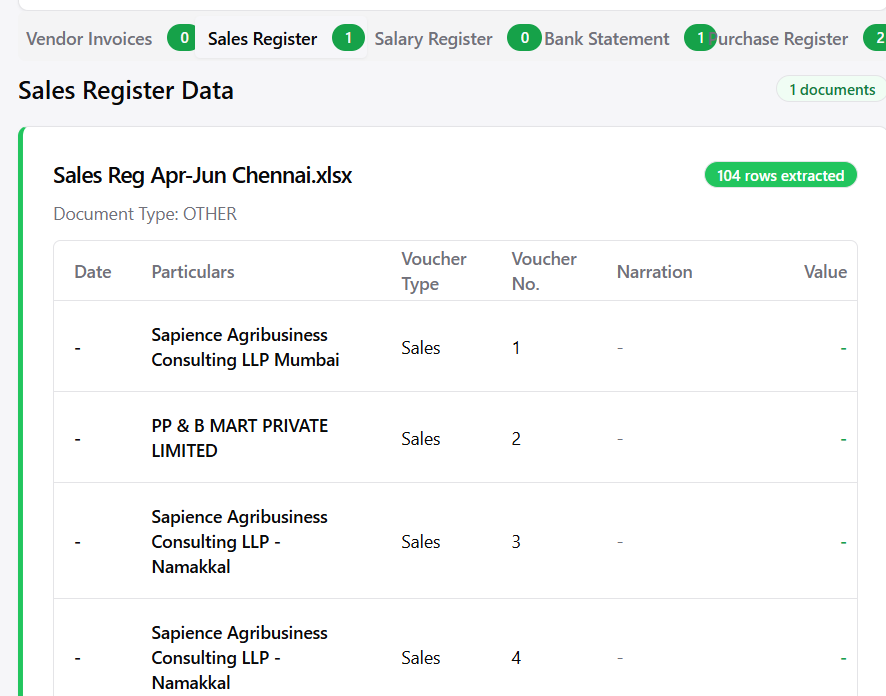 Vendor Invoices 0 Sales Register 1 Salary Register 0 Bank Statement 1 urchase Register 2
Sales Register Data 1 documents
Sales Reg Apr-Jun Chennai.xlsx 104 rows extracted
Document Type: OTHER
Date Particulars Voucher Type Voucher No. Narration Value
- Sapience Agribusiness Consulting LLP Mumbai Sales 1 - -
- PP & B MART PRIVATE LIMITED Sales 2 - -
- Sapience Agribusiness Consulting LLP - Namakkal Sales 3 - -
- Sapience Agribusiness Consulting LLP - Namakkal Sales 4 - -